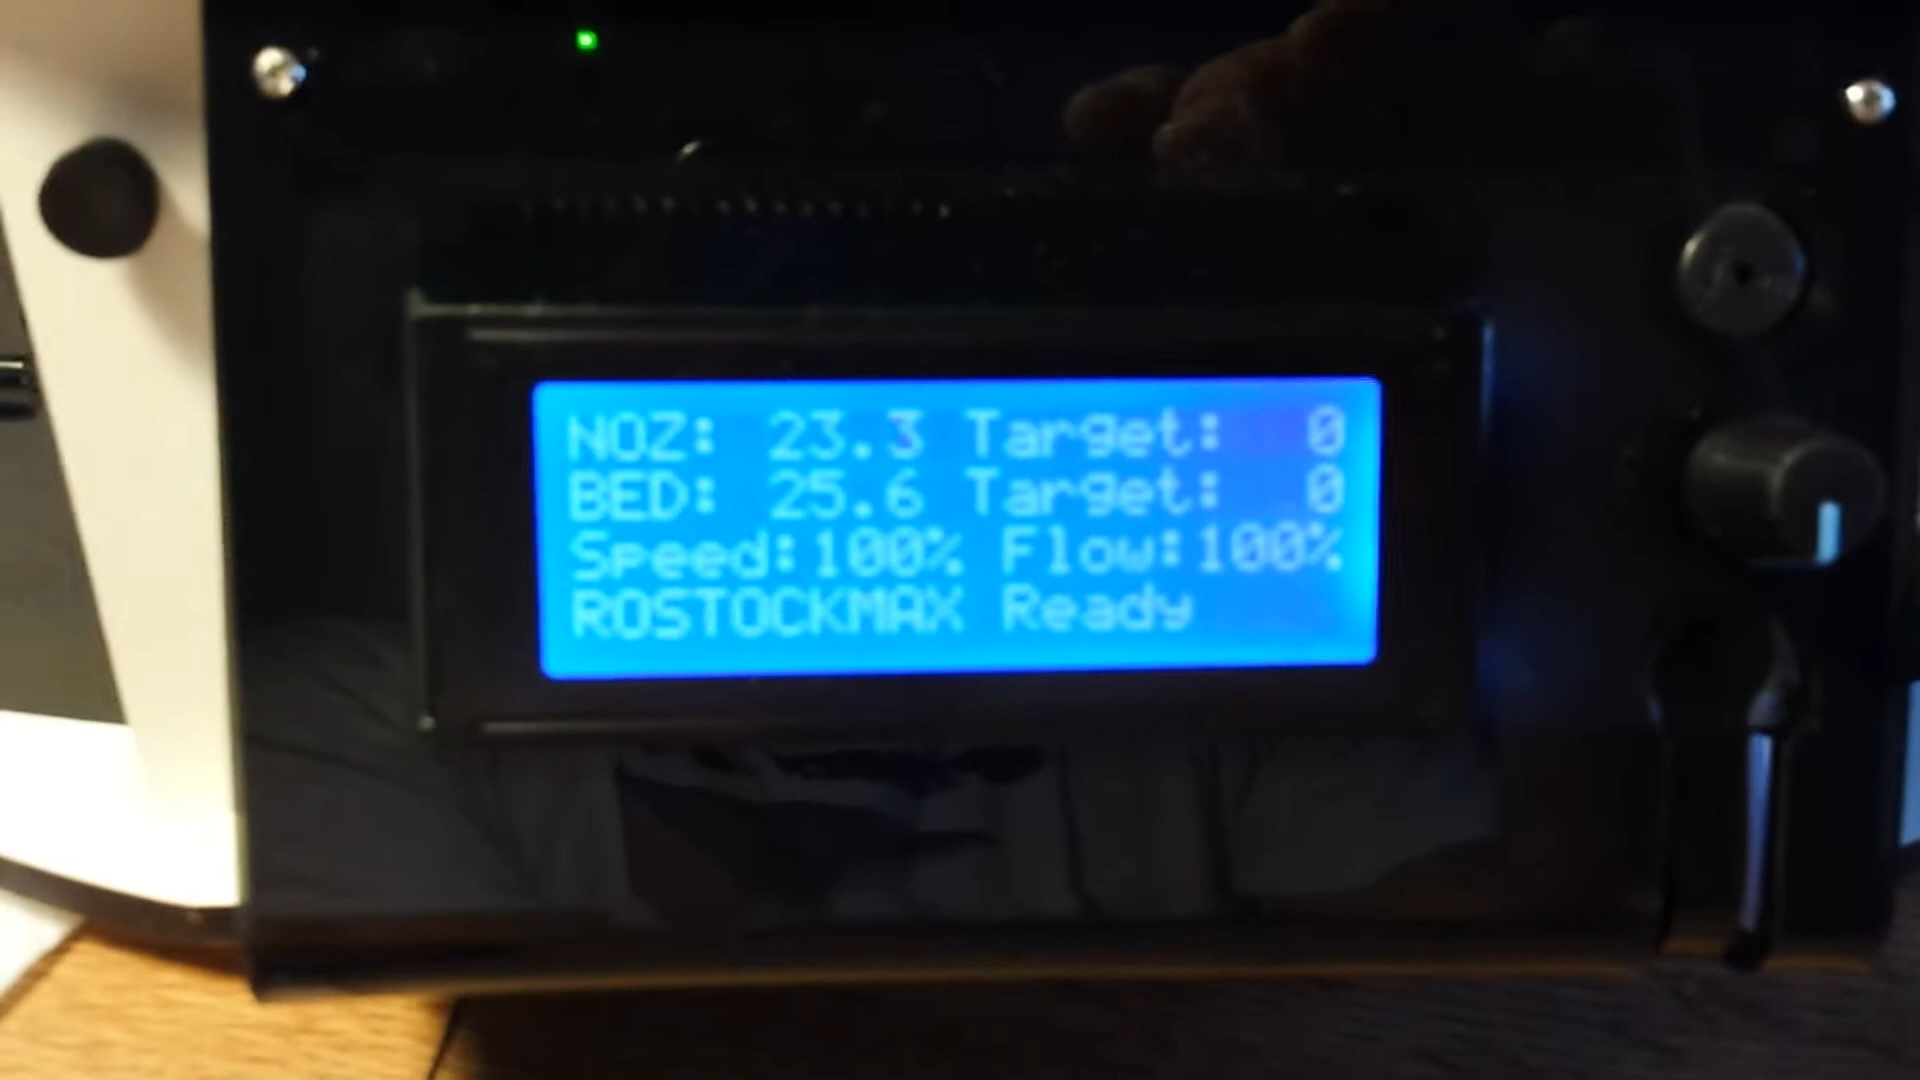 NOZ: 23.3 Target: 0
BED: 25.6 Target: 0
Speed:100% Flow:100%
ROSTOCKMAX Ready